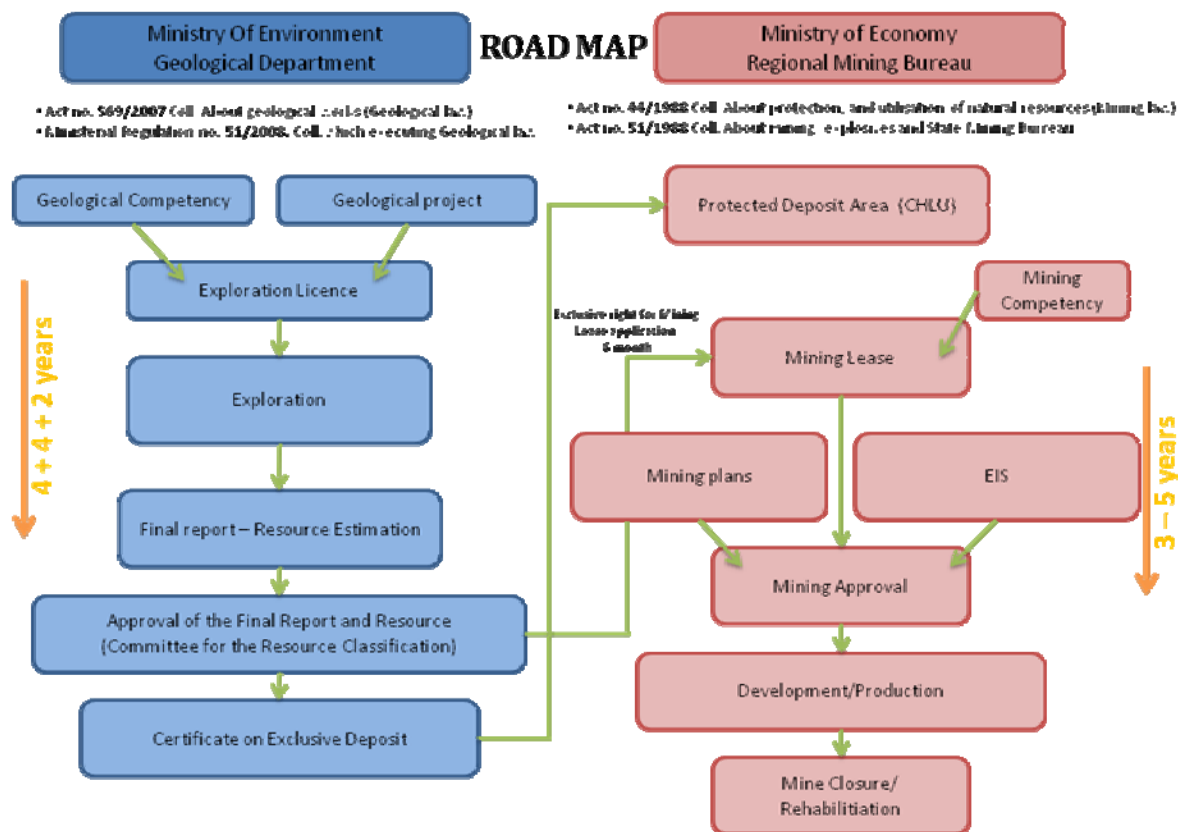 Ministry Of Environment
Geological Department
ROAD MAP
Ministry of Economy
Regional Mining Bureau
• Act no. 569/2007 Coll. About geological (Geological
• Ministerial Regulation no. 51/2008. Coll. executing Geological
• Act no. 44/1988 Coll. About protection, and utilisation of natural resources (Mining
• Act no. 51/1988 Coll. About mining, explosives and State Mining Bureau
Geological Competency
Geological project
Protected Deposit Area (CHLU)
Exploration Licence
Mining
Competency
Exclusive right for Mining
Lease application
6 month
Mining Lease
4 + 4 + 2 years
Exploration
Mining plans
EIS
3 – 5 years
Final report – Resource Estimation
Mining Approval
Approval of the Final Report and Resource
(Committee for the Resource Classification)
Development/Production
Certificate on Exclusive Deposit
Mine Closure/
Rehabilitiation